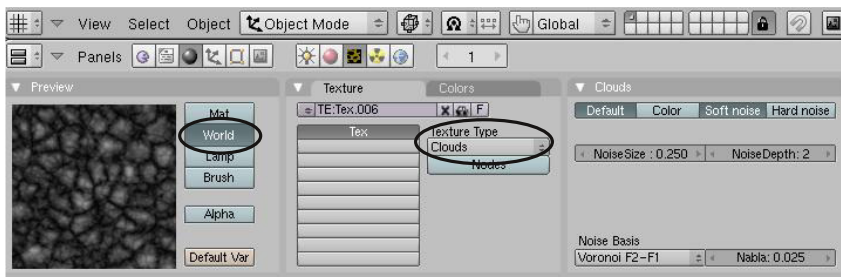 View Select Object Object Mode Global
Panels 1
Preview
Texture Colors
Clouds
Mat
World
Lamp
Brush
Alpha
Default Var
TE:Tex.006 F
Tex
Texture Type
Clouds
Nodes
Default Color Soft noise Hard noise
NoiseSize : 0.250 NoiseDepth: 2
Noise Basis
Voronoi F2-F1 Nabla: 0.025